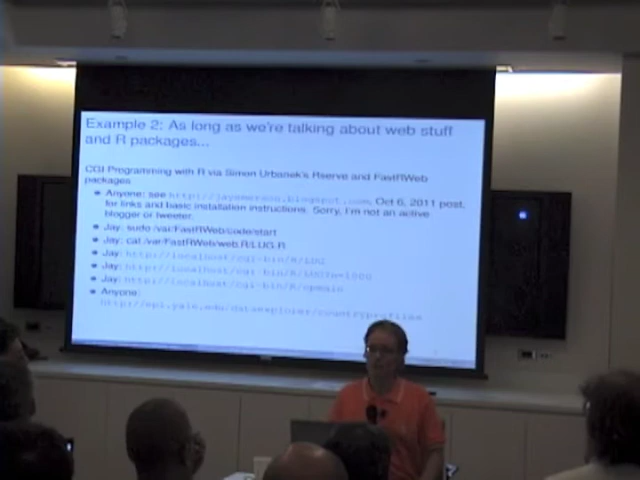 Example 2: As long as we're talking about web stuff
and R packages...
CGI Programming with R via Simon Urbanek's Rserve and FastRWeb
packages
Anyone: see http://jayemerson.blogspot.com, Oct 6, 2011 post,
for links and basic installation instructions. Sorry, I'm not an active
blogger or tweeter.
Jay: sudo /var/FastRWeb/code/start
Jay: cat /var/FastRWeb/web.R/LUG.R
Jay: http://localhost/cgi-bin/R/LUG
Jay: http://localhost/cgi-bin/R/LUG?n=1000
Jay: http://localhost/cgi-bin/R/
Anyone:
http://epi.yale.edu/dataexplorer/countryprofiles